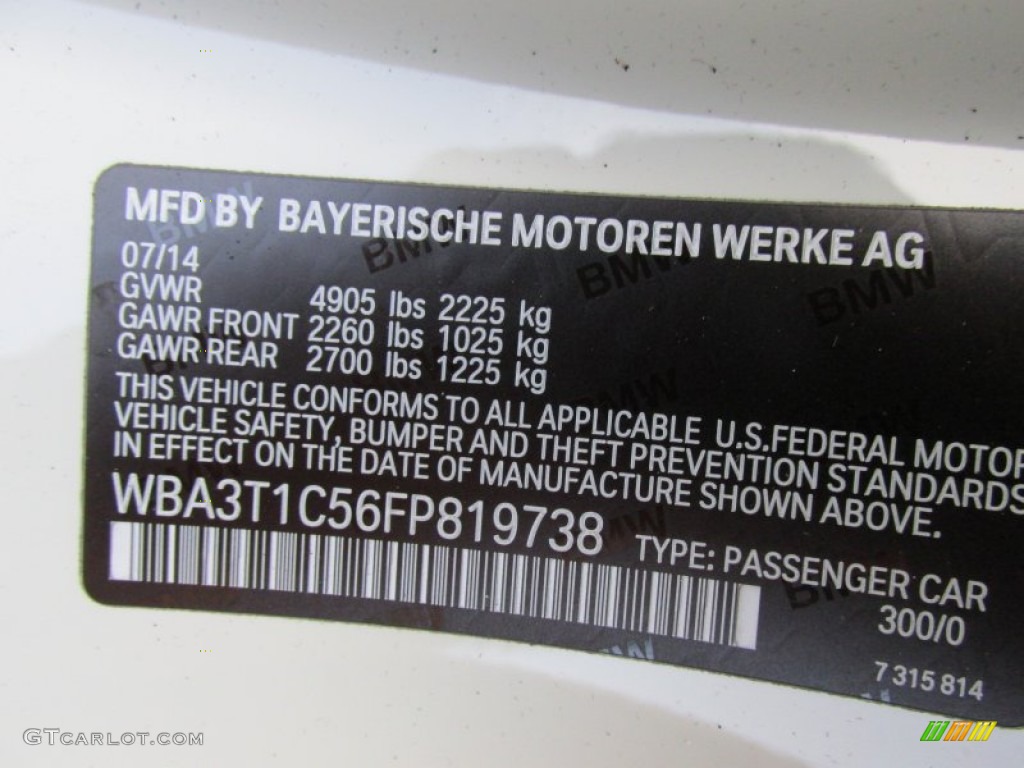 MFD BY BAYERISCHE MOTOREN WERKE AG
07/14
GVWR 4905 lbs 2225 kg
GAWR FRONT 2260 lbs 1025 kg
GAWR REAR 2700 lbs 1225 kg
THIS VEHICLE CONFORMS TO ALL APPLICABLE U.S.FEDERAL MOTOR
VEHICLE SAFETY, BUMPER AND THEFT PREVENTION STANDARDS
IN EFFECT ON THE DATE OF MANUFACTURE SHOWN ABOVE.
WBA3T1C56FP819738
TYPE: PASSENGER CAR
300/0
7 315 814
GTCARLOT.COM